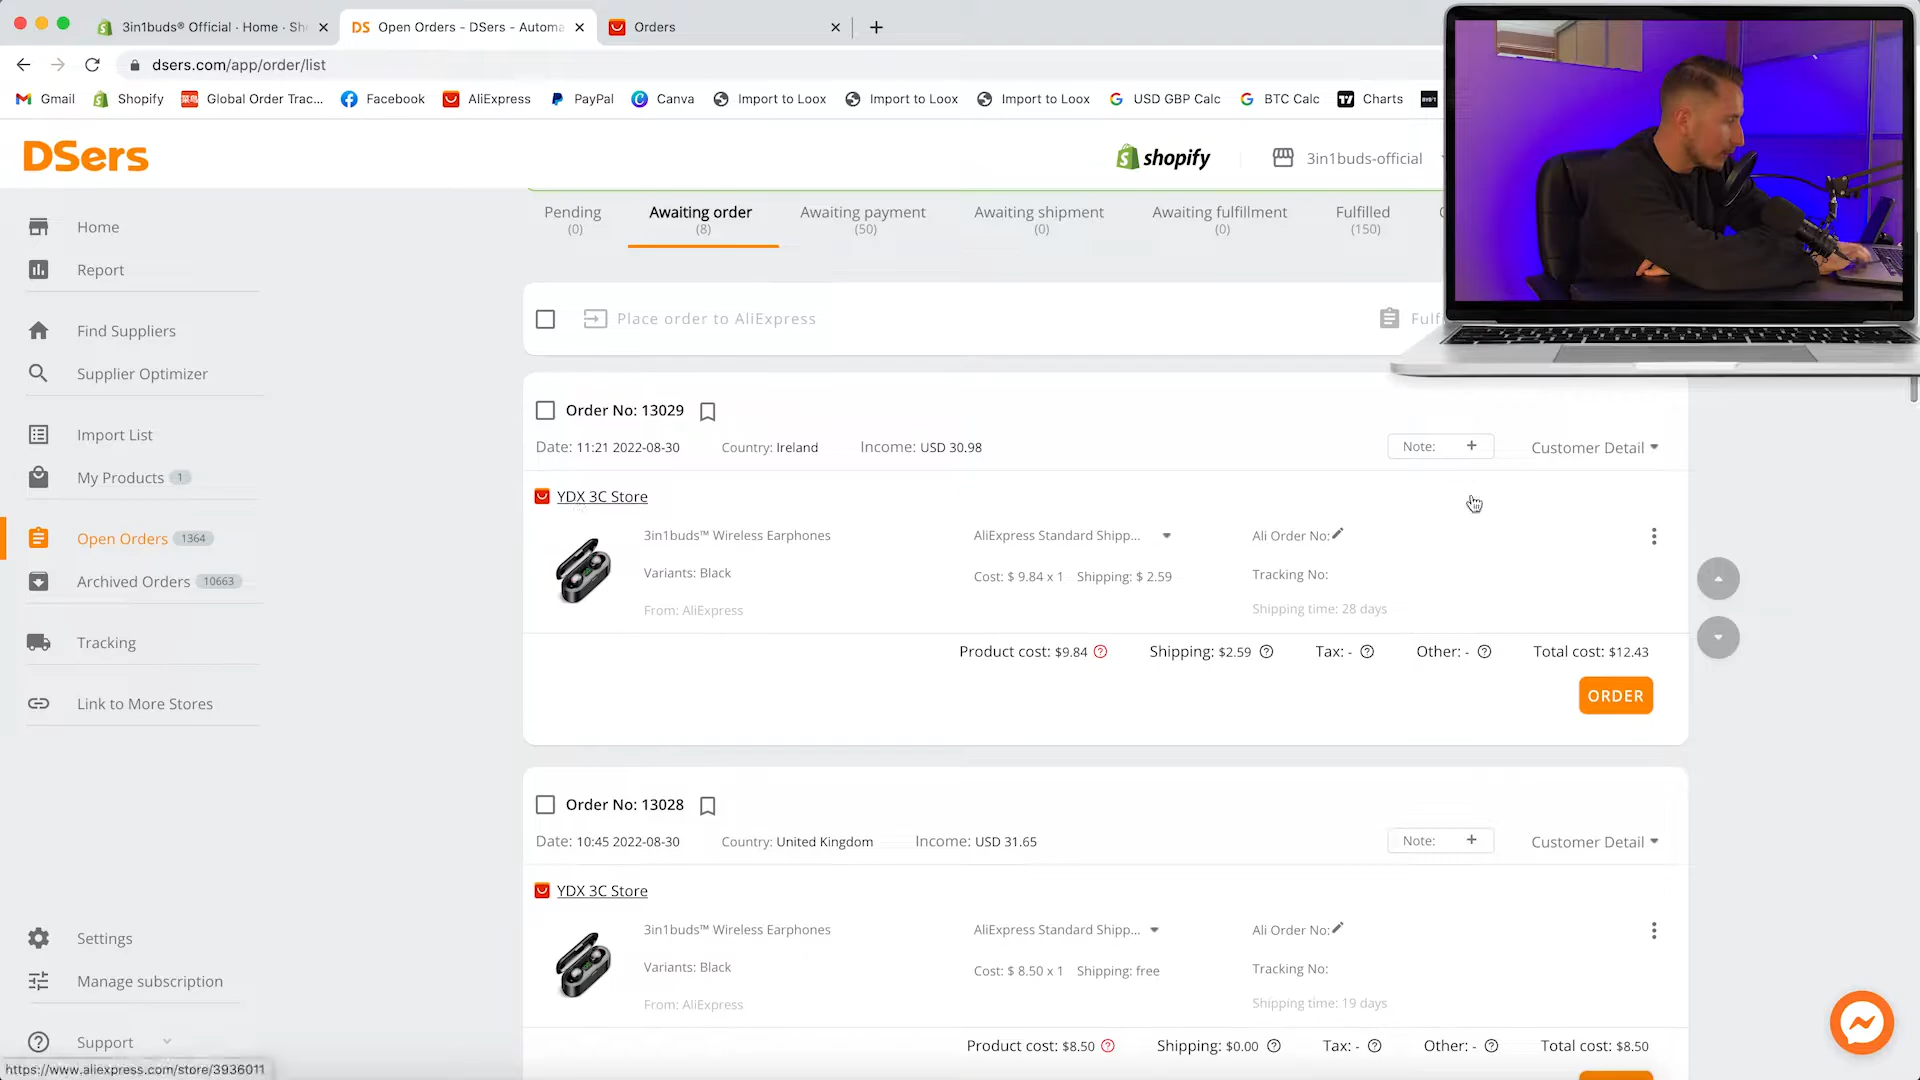 3in1buds® Official · Home · Sh
DS Open Orders - DSers - Automa
Orders
dsers.com/app/order/list
Gmail
Shopify
Global Order Trac...
Facebook
AliExpress
PayPal
Canva
Import to Loox
Import to Loox
Import to Loox
USD GBP Calc
BTC Calc
Charts
DSers
shopify
3in1buds-official
Pending
(0)
Awaiting order
(8)
Awaiting payment
(50)
Awaiting shipment
(0)
Awaiting fulfillment
(0)
Fulfilled
(150)
Home
Report
Find Suppliers
Supplier Optimizer
Import List
My Products 1
Open Orders 1364
Archived Orders 10663
Tracking
Link to More Stores
Settings
Manage subscription
Support
https://www.aliexpress.com/store/3936011
Place order to AliExpress
Fulf
Order No: 13029
Date: 11:21 2022-08-30 Country: Ireland Income: USD 30.98
Note: +
Customer Detail
YDX 3C Store
3in1buds™ Wireless Earphones
Variants: Black
From: AliExpress
AliExpress Standard Shipp...
Cost: $ 9.84 x 1 Shipping: $ 2.59
Ali Order No:
Tracking No:
Shipping time: 28 days
Product cost: $9.84 Shipping: $2.59 Tax: - Other: - Total cost: $12.43
ORDER
Order No: 13028
Date: 10:45 2022-08-30 Country: United Kingdom Income: USD 31.65
Note: +
Customer Detail
YDX 3C Store
3in1buds™ Wireless Earphones
Variants: Black
From: AliExpress
AliExpress Standard Shipp...
Cost: $ 8.50 x 1 Shipping: free
Ali Order No:
Tracking No:
Shipping time: 19 days
Product cost: $8.50 Shipping: $0.00 Tax: - Other: - Total cost: $8.50